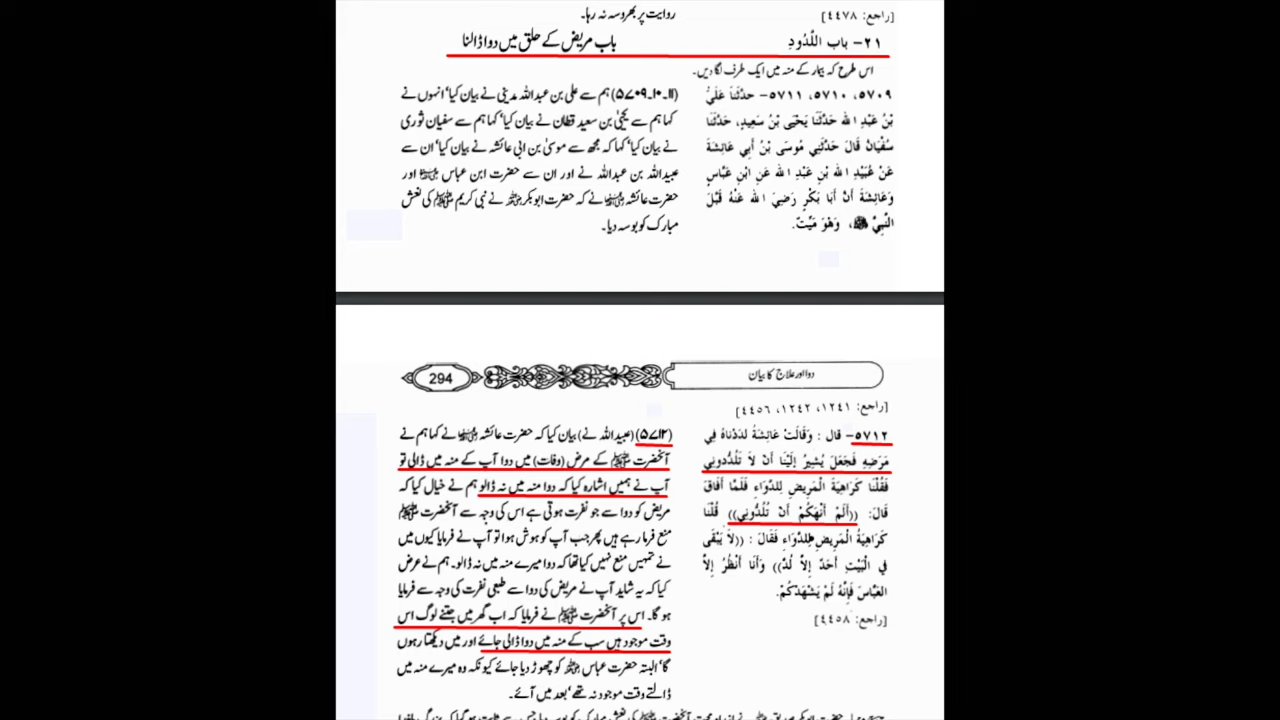 [راجع: ٤٤٧٨]
روایت پر بھروسہ نہ رہا۔
٢١- باب اللَّدُودِ
باب مریض کے حلق میں دوا ڈالنا
اس طرح کہ بیمار کے منہ میں ایک طرف لگا دیں۔
٥٧٠٩، ٥٧١٠، ٥٧١١- حدَّثَنَا عَلِيُّ
بْنُ عَبْدِ الله حَدَّثَنَا يَحْيَى بْنُ سَعِيدٍ، حَدَّثَنَا
سُفْيَانُ قَالَ حَدَّثَنِي مُوسَى بْنُ أَبِي عَائِشَةَ
عَنْ عُبَيْدِ الله بْنِ عَبْدِ الله عَنِ ابْنِ عَبَّاسٍ
وَعَائِشَةَ أَنَّ أَبَا بَكْرٍ رَضِيَ الله عَنْهُ قَبَّلَ
النَّبِيَّ ﷺ، وَهُوَ مَيِّتٌ.
(۱۱۔۱۰۔۵۷۰۹) ہم سے علی بن عبداللہ مدینی نے بیان کیا' انہوں نے
کہا ہم سے یحییٰ بن سعید قطان نے بیان کیا' کہا ہم سے سفیان ثوری
نے بیان کیا' کہا کہ مجھ سے موسیٰ بن ابی عائشہ نے بیان کیا' ان سے
عبیداللہ بن عبداللہ نے اور ان سے حضرت ابن عباس رضی اللہ عنہما اور
حضرت عائشہ رضی اللہ عنہا نے کہ حضرت ابوبکر رضی اللہ عنہ نے نبی کریم ﷺ کی نعش
مبارک کو بوسہ دیا۔
دوا اور علاج کا بیان
294
[راجع: ١٢٤١، ١٢٤٢، ٤٤٥٦]
٥٧١٢- قال : وَقَالَتْ عَائِشَةُ لَدَدْنَاهُ فِي
مَرَضِهِ فَجَعَلَ يُشِيرُ إِلَيْنَا أَنْ لاَ تَلُدُّونِي
فَقُلْنَا كَرَاهِيَةُ الْمَرِيضِ لِلدَّوَاءِ فَلَمَّا أَفَاقَ
قَالَ: ((أَلَمْ أَنْهَكُمْ أَنْ تَلُدُّونِي)) قُلْنَا
كَرَاهِيَةُ الْمَرِيضِ لِلدَّوَاءِ فَقَالَ : ((لاَ يَبْقَى
فِي الْبَيْتِ أَحَدٌ إِلاَّ لُدَّ)) وَأَنَا أَنْظُرُ إِلاَّ
الْعَبَّاسَ فَإِنَّهُ لَمْ يَشْهَدْكُمْ.
[راجع: ٤٤٥٨]
(۵۷۱۲) (عبیداللہ نے) بیان کیا کہ حضرت عائشہ رضی اللہ عنہا نے کہا ہم نے
آنحضرت ﷺ کے مرض (وفات) میں دوا آپ کے منہ میں ڈالی تو
آپ نے ہمیں اشارہ کیا کہ دوا منہ میں نہ ڈالو ہم نے خیال کیا کہ
مریض کو دوا سے جو نفرت ہوتی ہے اس کی وجہ سے آنحضرت ﷺ
منع فرما رہے ہیں پھر جب آپ کو ہوش ہوا تو آپ نے فرمایا کیوں میں
نے تمہیں منع نہیں کیا تھا کہ دوا میرے منہ میں نہ ڈالو۔ ہم نے عرض
کیا کہ یہ شاید آپ نے مریض کی دوا سے طبعی نفرت کی وجہ سے فرمایا
ہو گا۔ اس پر آنحضرت ﷺ نے فرمایا کہ اب گھر میں جتنے لوگ اس
وقت موجود ہیں سب کے منہ میں دوا ڈالی جائے اور میں دیکھتا رہوں
گا' البتہ حضرت عباس رضی اللہ عنہ کو چھوڑ دیا جائے کیونکہ وہ میرے منہ میں
ڈالتے وقت موجود نہ تھے' بعد میں آئے۔